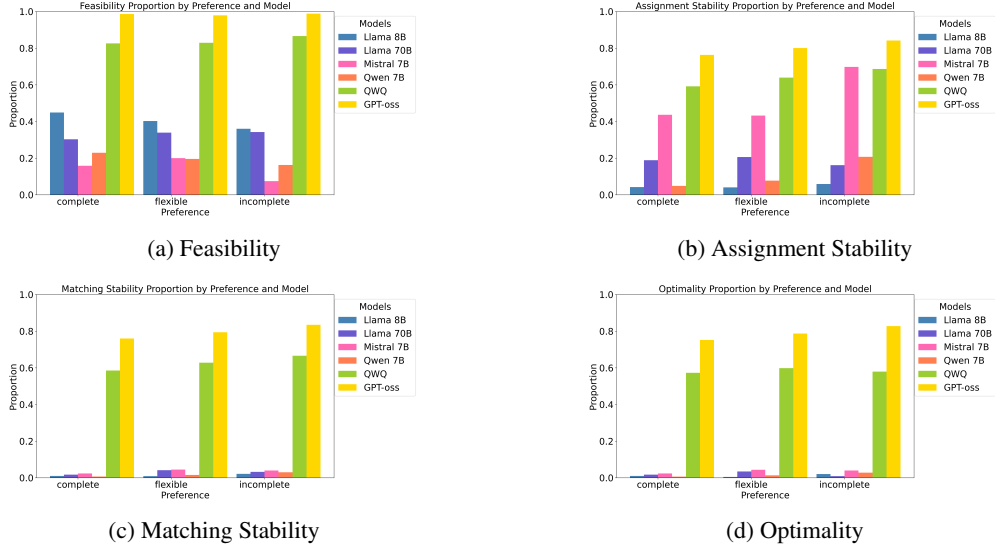 Feasibility Proportion by Preference and Model
Proportion
1.0
0.8
0.6
0.4
0.2
0.0
complete
flexible
incomplete
Preference
Models
Llama 8B
Llama 70B
Mistral 7B
Qwen 7B
QWQ
GPT-oss
(a) Feasibility
Assignment Stability Proportion by Preference and Model
Proportion
1.0
0.8
0.6
0.4
0.2
0.0
complete
flexible
incomplete
Preference
Models
Llama 8B
Llama 70B
Mistral 7B
Qwen 7B
QWQ
GPT-oss
(b) Assignment Stability
Matching Stability Proportion by Preference and Model
Proportion
1.0
0.8
0.6
0.4
0.2
0.0
complete
flexible
incomplete
Preference
Models
Llama 8B
Llama 70B
Mistral 7B
Qwen 7B
QWQ
GPT-oss
(c) Matching Stability
Optimality Proportion by Preference and Model
Proportion
1.0
0.8
0.6
0.4
0.2
0.0
complete
flexible
incomplete
Preference
Models
Llama 8B
Llama 70B
Mistral 7B
Qwen 7B
QWQ
GPT-oss
(d) Optimality